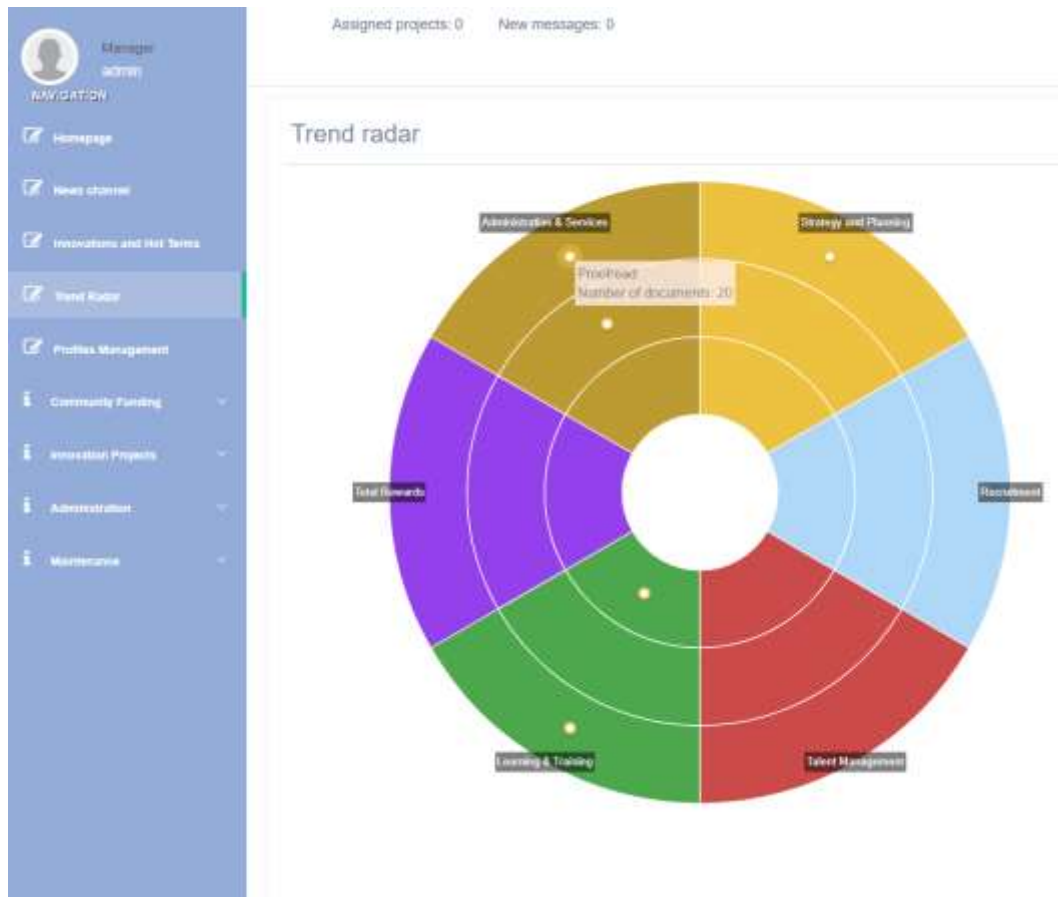 Assigned projects: 0 New messages: 0
Manager
admin
NAVIGATION
Homepage
News channel
Innovations and Hot Terms
Trend Radar
Profiles Management
Community Funding
Innovation Projects
Administration
Maintenance
Trend radar
Administration & Services
Strategy and Planning
Number of documents: 20
Total Rewards
Recruitment
Learning & Training
Talent Management